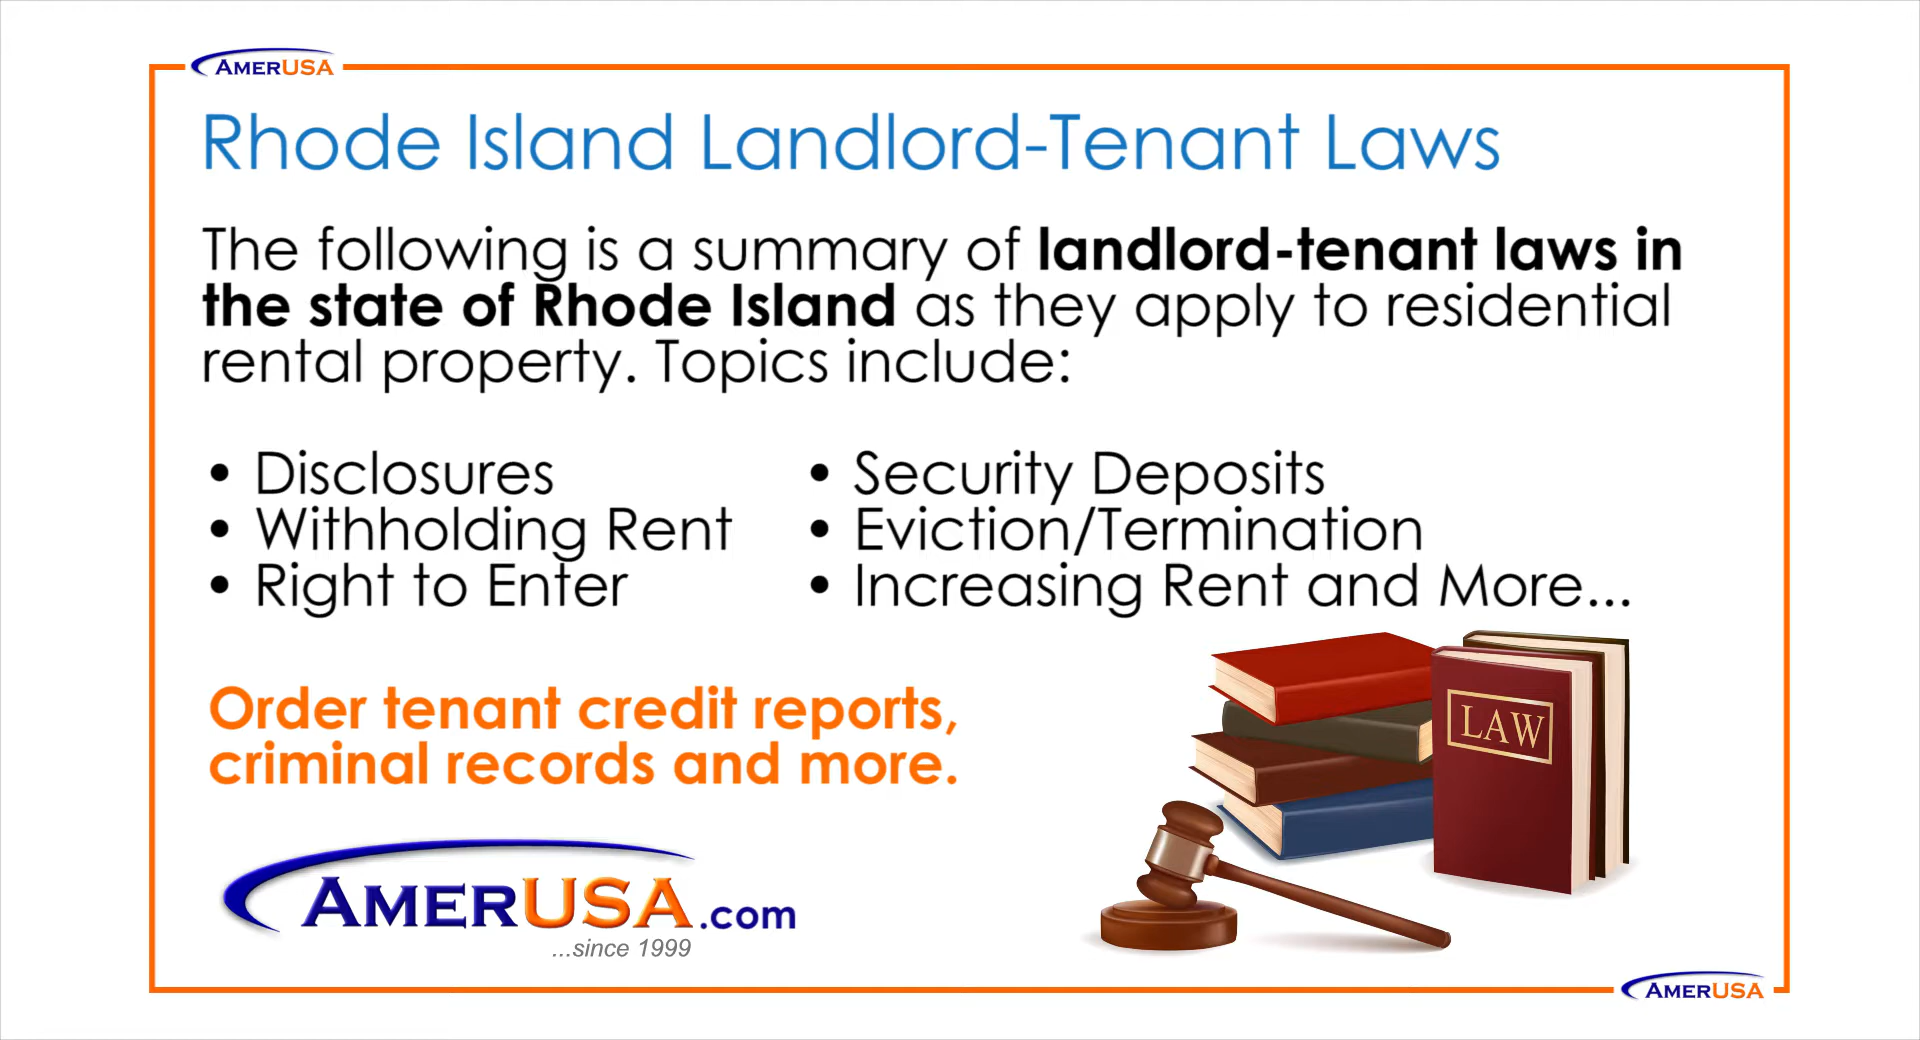 AMERUSA
Rhode Island Landlord-Tenant Laws
The following is a summary of landlord-tenant laws in
the state of Rhode Island as they apply to residential
rental property. Topics include:
• Disclosures
• Withholding Rent
• Right to Enter
• Security Deposits
• Eviction/Termination
• Increasing Rent and More...
Order tenant credit reports,
criminal records and more.
LAW
AMERUSA.com
...since 1999
AMERUSA